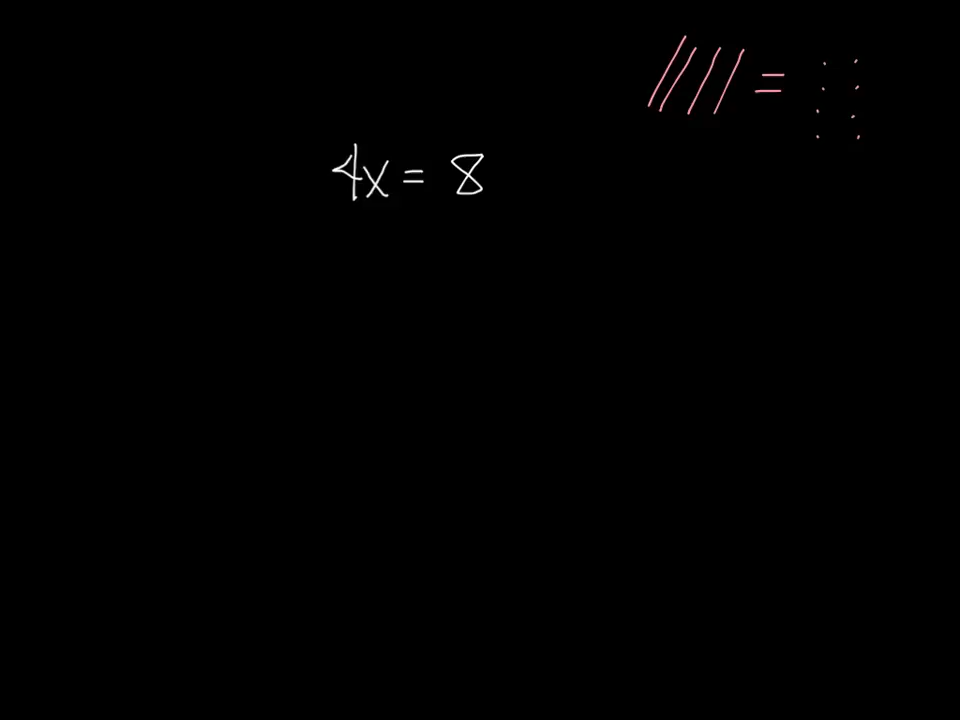 //// = : : : :
4x = 8